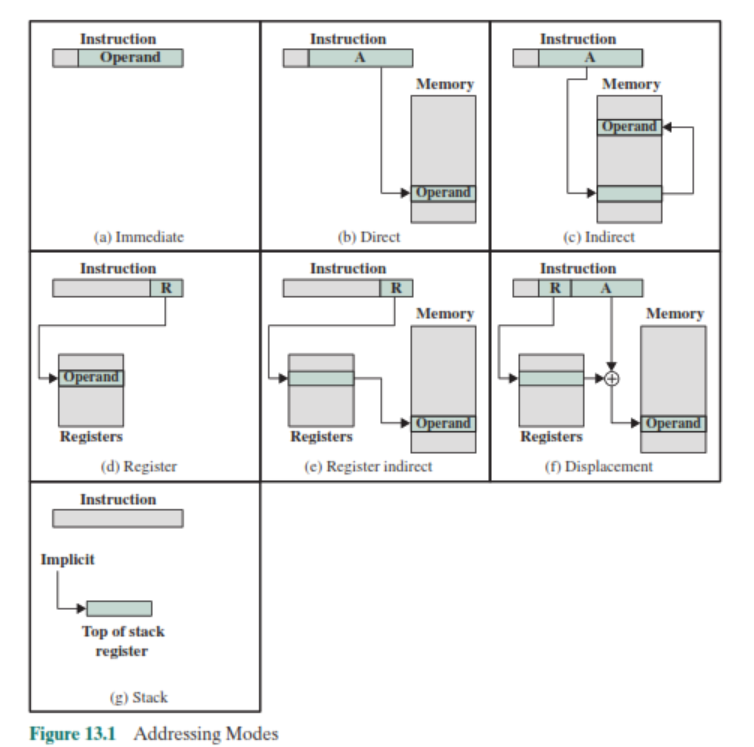 Instruction
Operand
(a) Immediate
Instruction
A
Memory
Operand
(b) Direct
Instruction
A
Memory
Operand
(c) Indirect
Instruction
R
Operand
Registers
(d) Register
Instruction
R
Memory
Operand
Registers
(e) Register indirect
Instruction
R A
Memory
Operand
Registers
(f) Displacement
Instruction
Implicit
Top of stack
register
(g) Stack
Figure 13.1 Addressing Modes